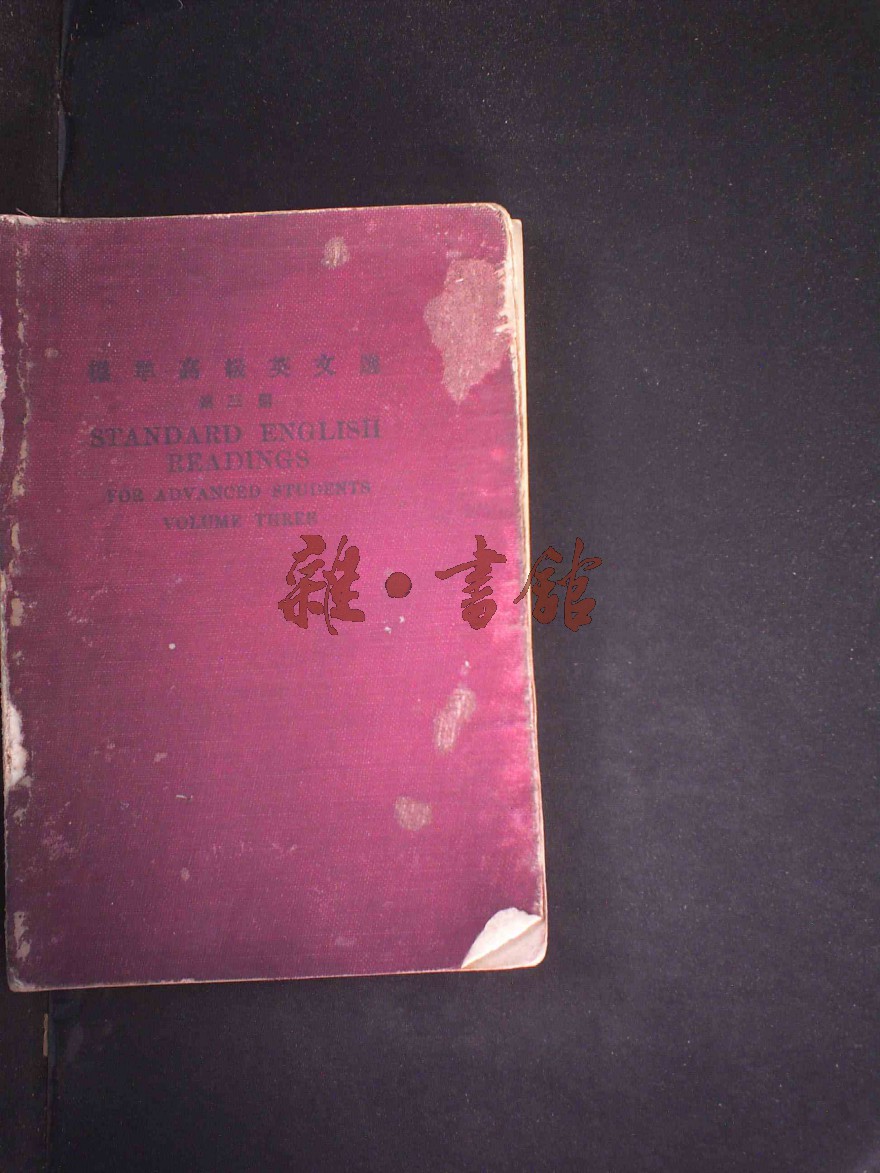 標準高級英文選
第三冊
STANDARD ENGLISH
READINGS
FOR ADVANCED STUDENTS
VOLUME THREE
雜·書館